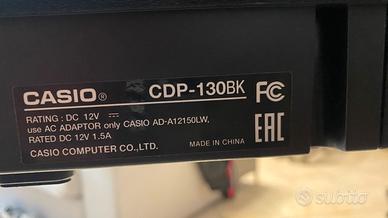 CASIO® CDP-130BK FC
RATING : DC 12V ⎓
use AC ADAPTOR only CASIO AD-A12150LW,
RATED DC 12V 1.5A
EAC
MADE IN CHINA
CASIO COMPUTER CO.,LTD.
subito